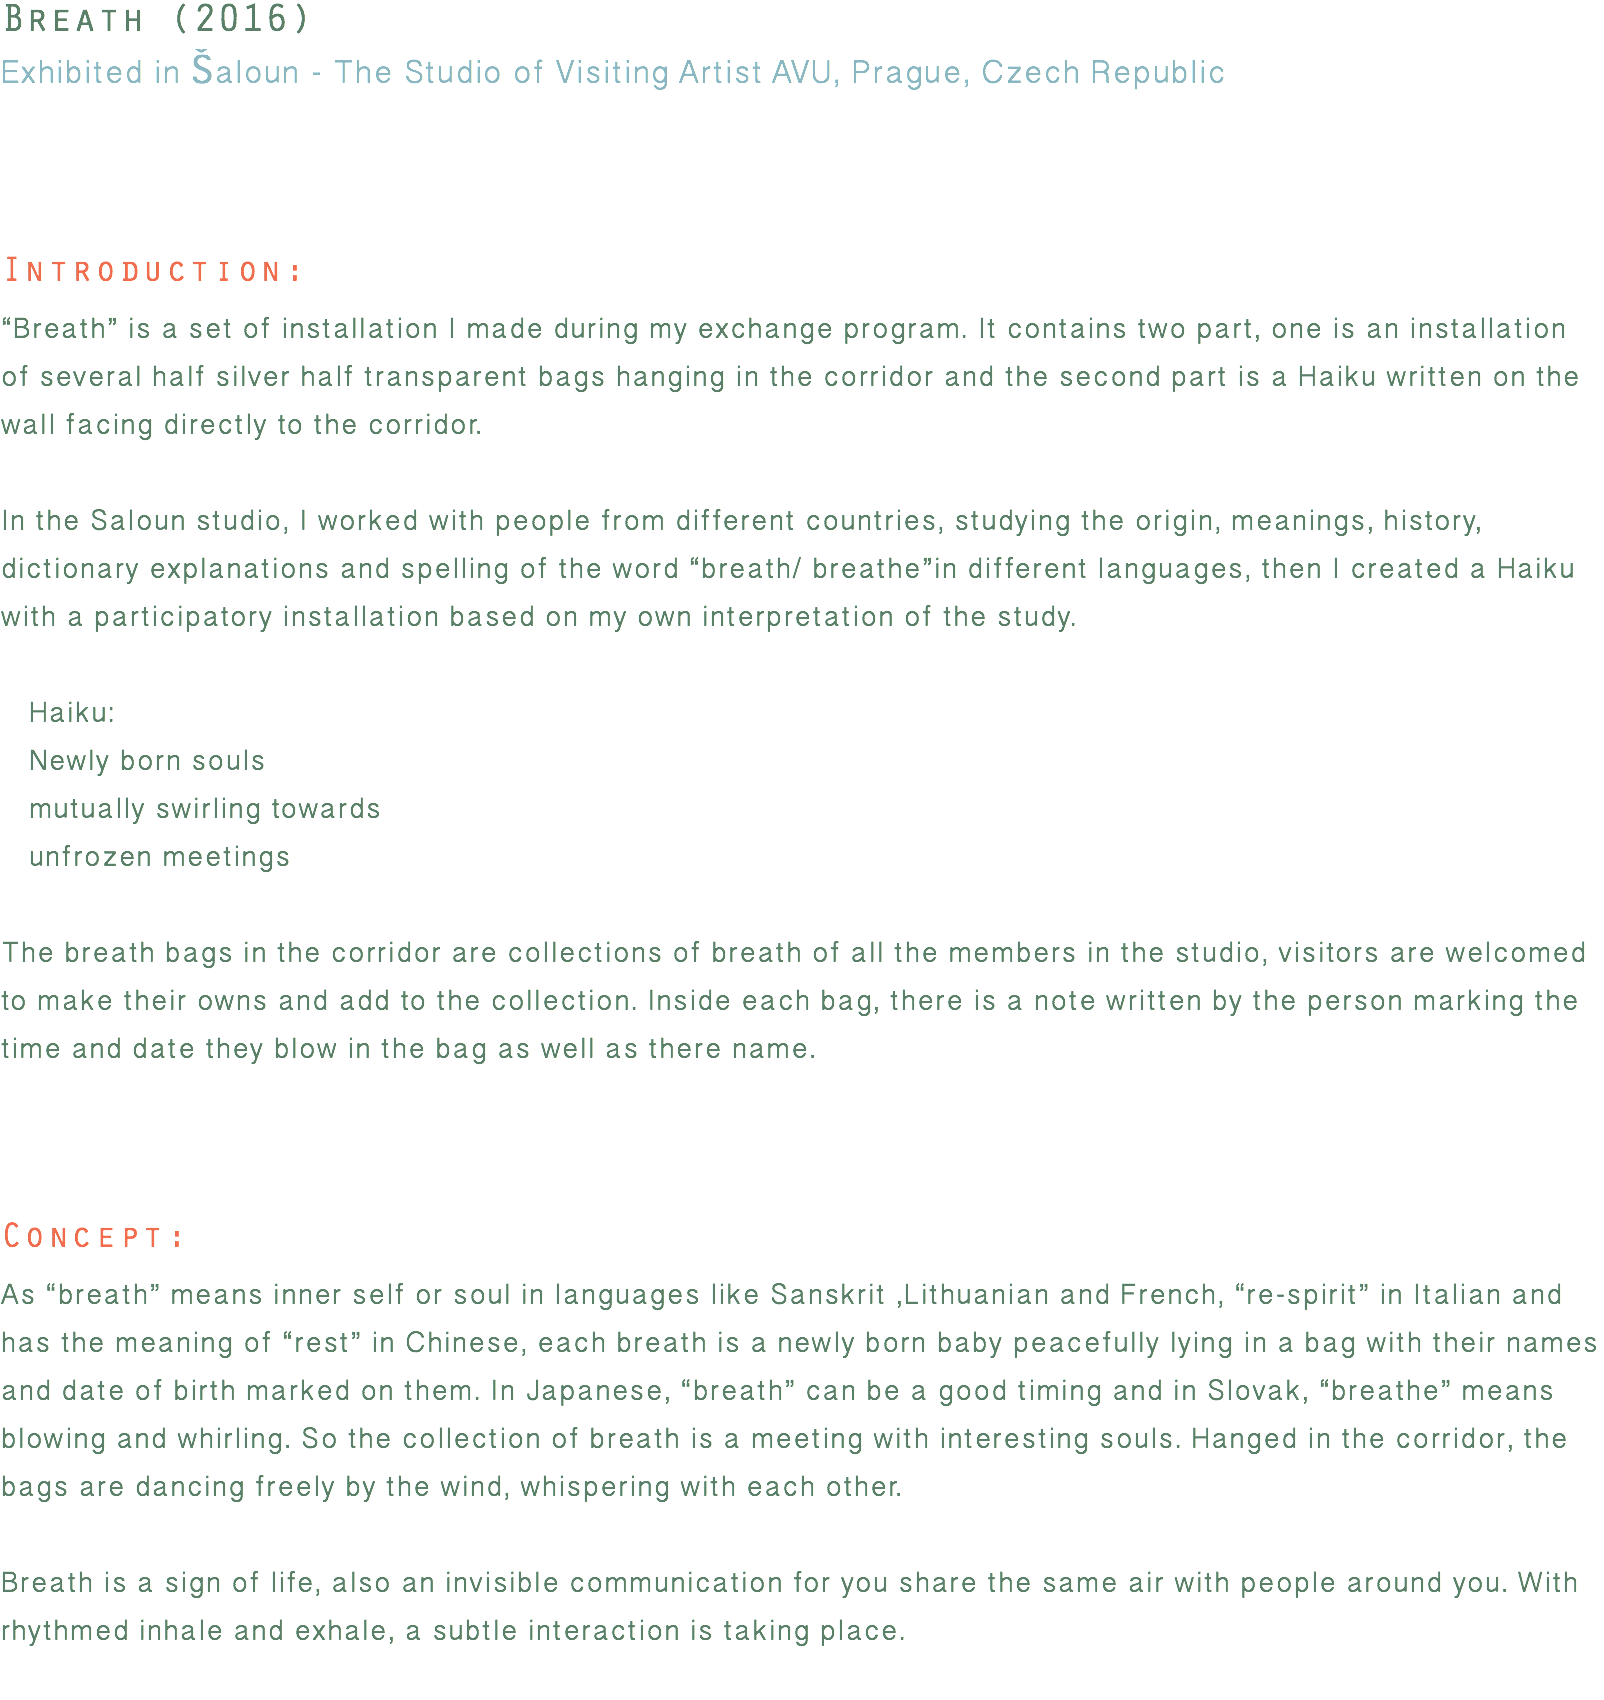 Breath (2016)
Exhibited in Šaloun - The Studio of Visiting Artist AVU, Prague, Czech Republic
Introduction:
“Breath” is a set of installation I made during my exchange program. It contains two part, one is an installation
of several half silver half transparent bags hanging in the corridor and the second part is a Haiku written on the
wall facing directly to the corridor.
In the Saloun studio, I worked with people from different countries, studying the origin, meanings, history,
dictionary explanations and spelling of the word “breath/ breathe”in different languages, then I created a Haiku
with a participatory installation based on my own interpretation of the study.
Haiku:
Newly born souls
mutually swirling towards
unfrozen meetings
The breath bags in the corridor are collections of breath of all the members in the studio, visitors are welcomed
to make their owns and add to the collection. Inside each bag, there is a note written by the person marking the
time and date they blow in the bag as well as there name.
Concept:
As “breath” means inner self or soul in languages like Sanskrit ,Lithuanian and French, “re-spirit” in Italian and
has the meaning of “rest” in Chinese, each breath is a newly born baby peacefully lying in a bag with their names
and date of birth marked on them. In Japanese, “breath” can be a good timing and in Slovak, “breathe” means
blowing and whirling. So the collection of breath is a meeting with interesting souls. Hanged in the corridor, the
bags are dancing freely by the wind, whispering with each other.
Breath is a sign of life, also an invisible communication for you share the same air with people around you. With
rhythmed inhale and exhale, a subtle interaction is taking place.